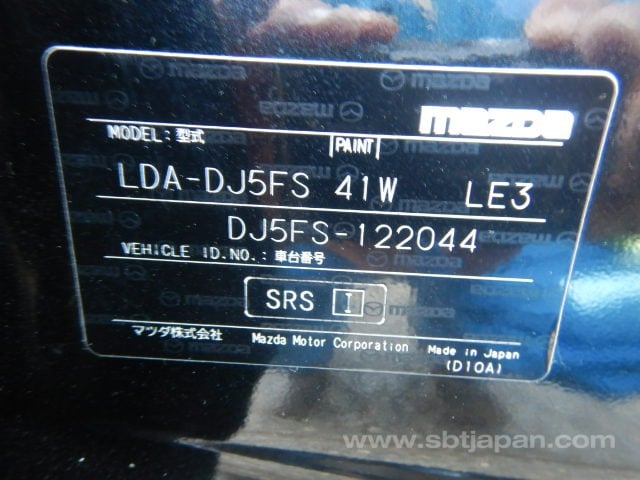 mazda
MODEL: 型式 PAINT
LDA-DJ5FS 41W LE3
DJ5FS-122044
VEHICLE ID.NO.: 車台番号
SRS I
マツダ株式会社 Mazda Motor Corporation Made in Japan
(D10A)
www.sbtjapan.com